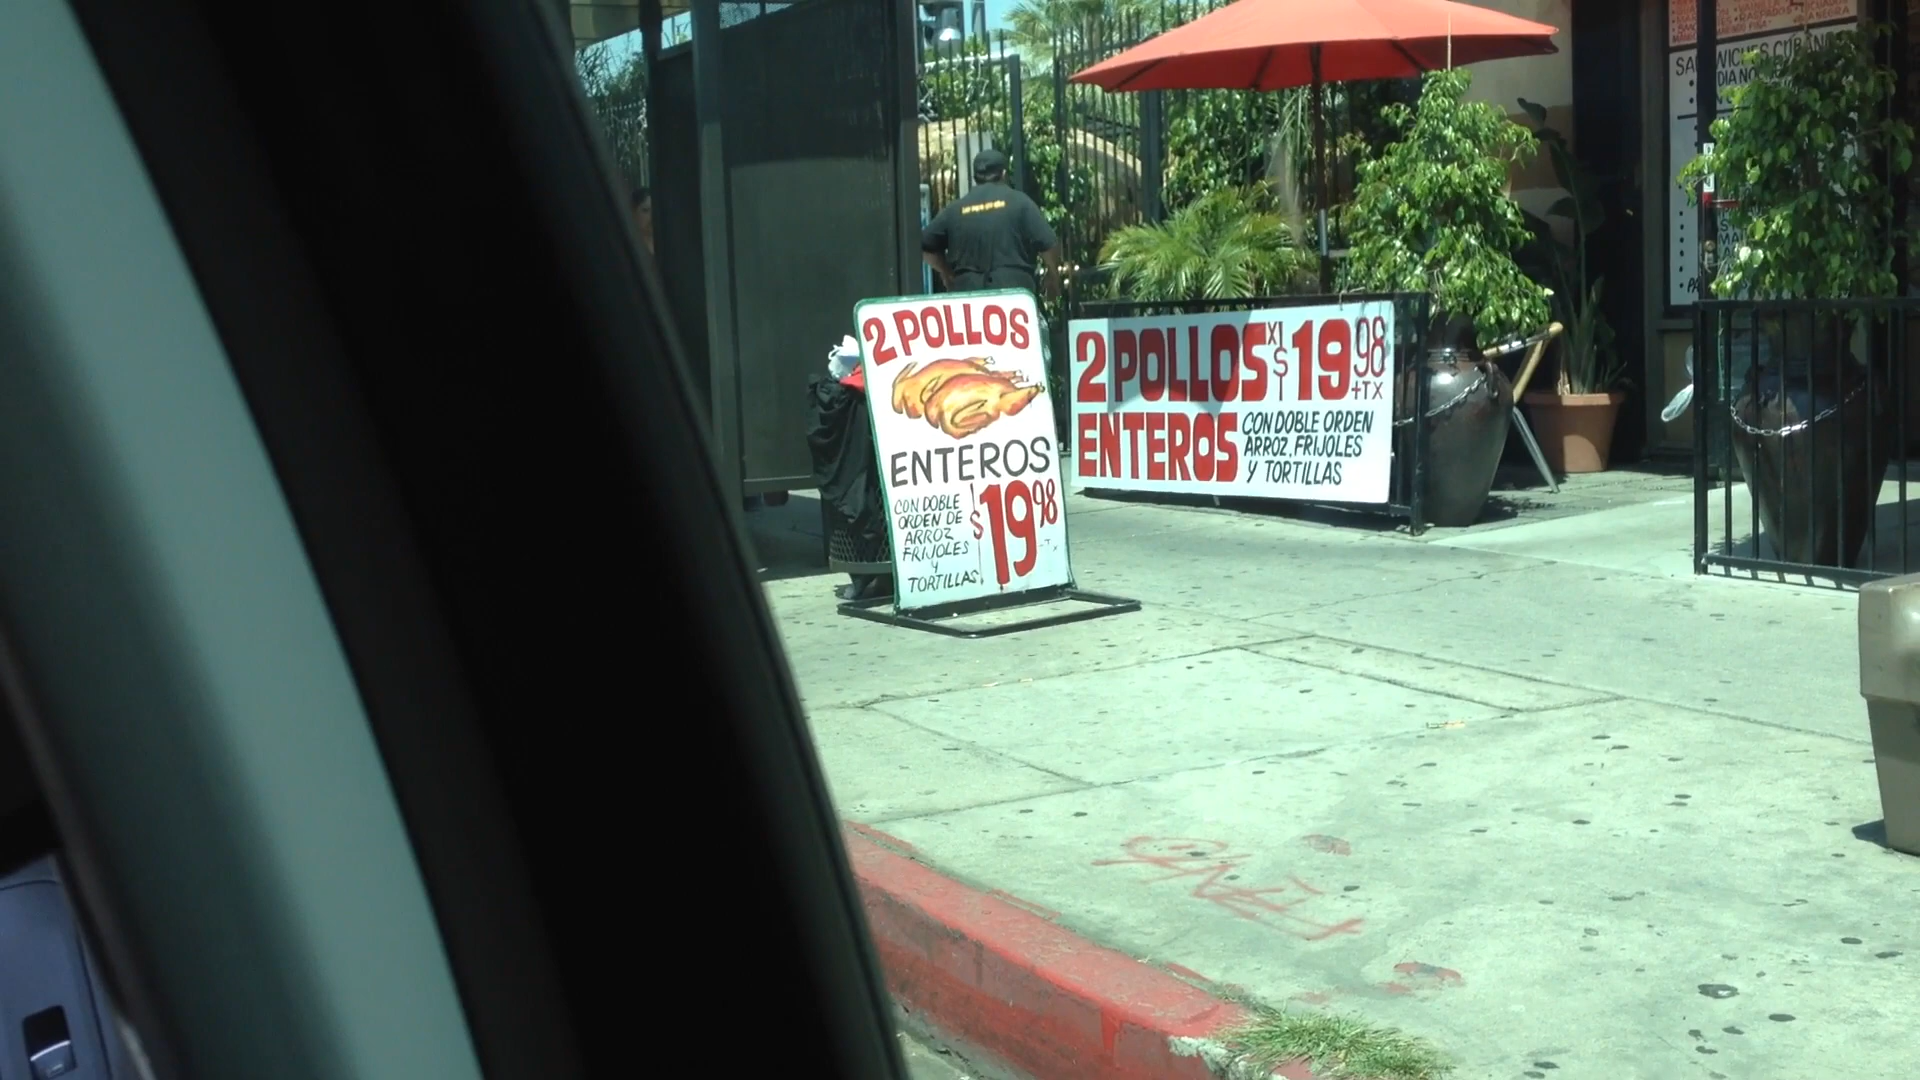 2 POLLOS
ENTEROS
CON DOBLE
ORDEN DE
ARROZ
FRIJOLES
Y
TORTILLAS
$19.98
2 POLLOS X $19.98
+TX
ENTEROS
CON DOBLE ORDEN
ARROZ, FRIJOLES
Y TORTILLAS